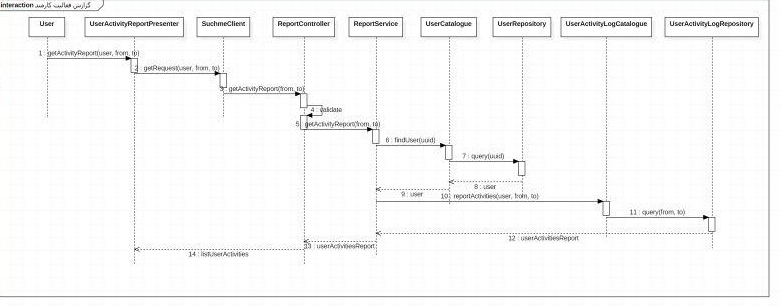 interaction گزارش فعالیت کارمند
User
UserActivityReportPresenter
SuchmeClient
ReportController
ReportService
UserCatalogue
UserRepository
UserActivityLogCatalogue
UserActivityLogRepository
1 : getActivityReport(user, from, to)
2 : getRequest(user, from, to)
3 : getActivityReport(from, to)
4 : validate
5 : getActivityReport(from, to)
6 : findUser(uuid)
7 : query(uuid)
8 : user
9 : user
10 : reportActivities(user, from, to)
11 : query(from, to)
12 : userActivitiesReport
13 : userActivitiesReport
14 : listUserActivities